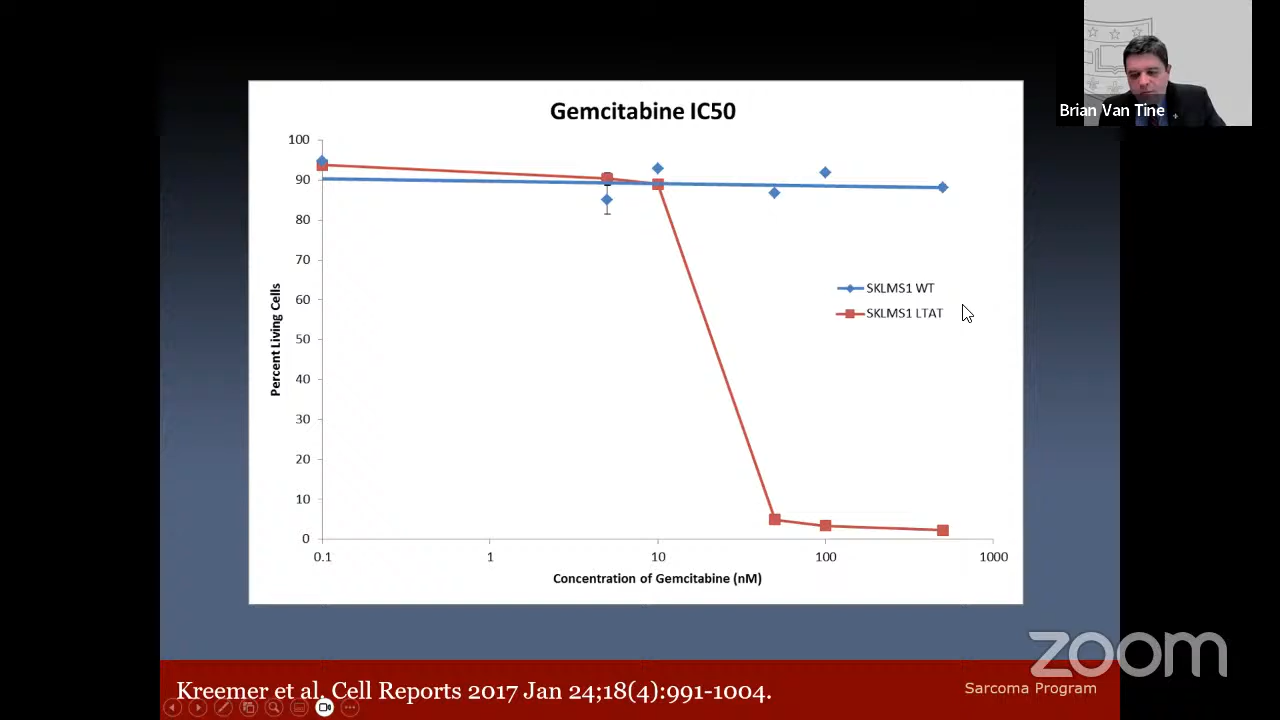 Brian Van Tine
Gemcitabine IC50
100
90
80
70
60
50
40
30
20
10
0
Percent Living Cells
SKLMS1 WT
SKLMS1 LTAT
0.1
1
10
100
1000
Concentration of Gemcitabine (nM)
zoom
Kreemer et al. Cell Reports 2017 Jan 24;18(4):991-1004.
Sarcoma Program